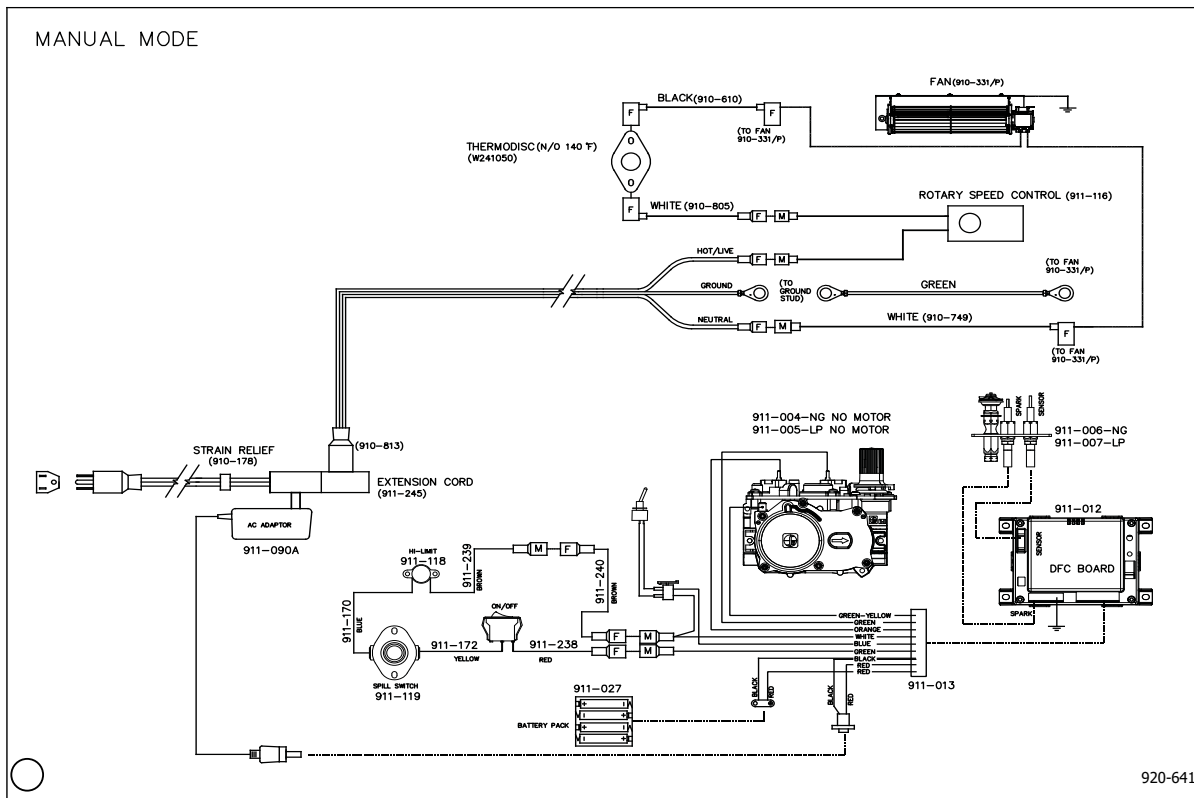 MANUAL MODE
FAN(910-331/P)
BLACK(910-610)
F
F
(TO FAN
910-331/P)
THERMODISC(N/O 140 °F)
(W241050)
O
O
F
WHITE(910-805)
F
M
ROTARY SPEED CONTROL (911-116)
HOT/LIVE
F
M
GROUND
(TO
GROUND
STUD)
GREEN
(TO FAN
910-331/P)
NEUTRAL
F
M
WHITE (910-749)
F
(TO FAN
910-331/P)
911-004-NG NO MOTOR
911-005-LP NO MOTOR
SPARK
SENSOR
911-006-NG
911-007-LP
STRAIN RELIEF
(910-178)
(910-813)
EXTENSION CORD
(911-245)
AC ADAPTOR
911-090A
HI-LIMIT
911-118
911-239
BROWN
M
F
911-240
BROWN
911-012
SENSOR
DFC BOARD
SPARK
911-170
BLUE
ON/OFF
911-172
YELLOW
911-238
RED
F
M
F
M
SPILL SWITCH
911-119
GREEN-YELLOW
GREEN
ORANGE
WHITE
BLUE
GREEN
BLACK
RED
RED
911-013
911-027
BATTERY PACK
BLACK
RED
BLACK
RED
920-641